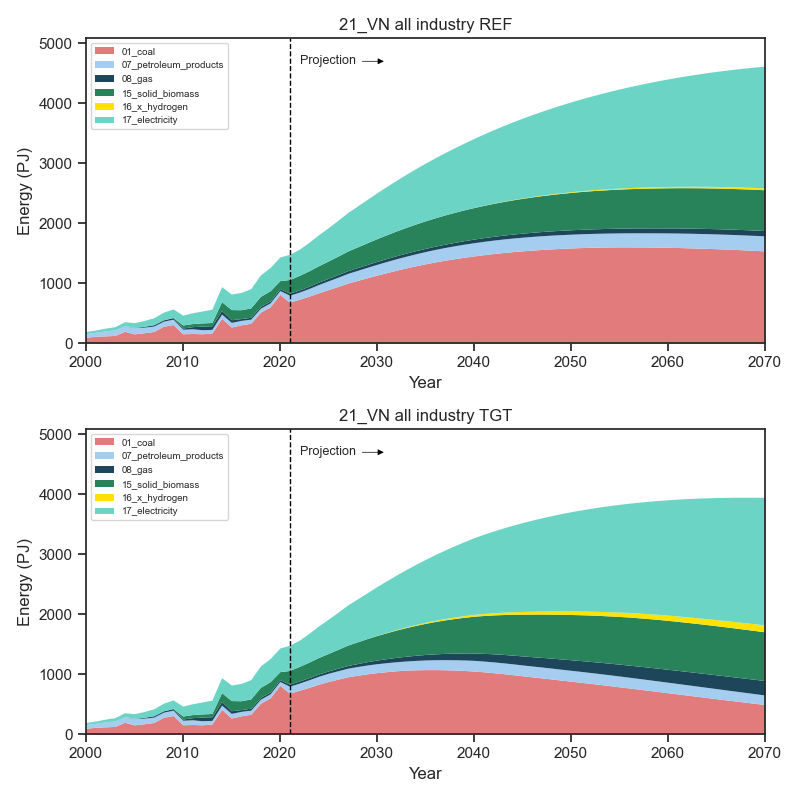 21_VN all industry REF
5000
4000
3000
2000
1000
0
Energy (PJ)
01_coal
07_petroleum_products
08_gas
15_solid_biomass
16_x_hydrogen
17_electricity
Projection
2000 2010 2020 2030 2040 2050 2060 2070
Year
21_VN all industry TGT
5000
4000
3000
2000
1000
0
Energy (PJ)
01_coal
07_petroleum_products
08_gas
15_solid_biomass
16_x_hydrogen
17_electricity
Projection
2000 2010 2020 2030 2040 2050 2060 2070
Year